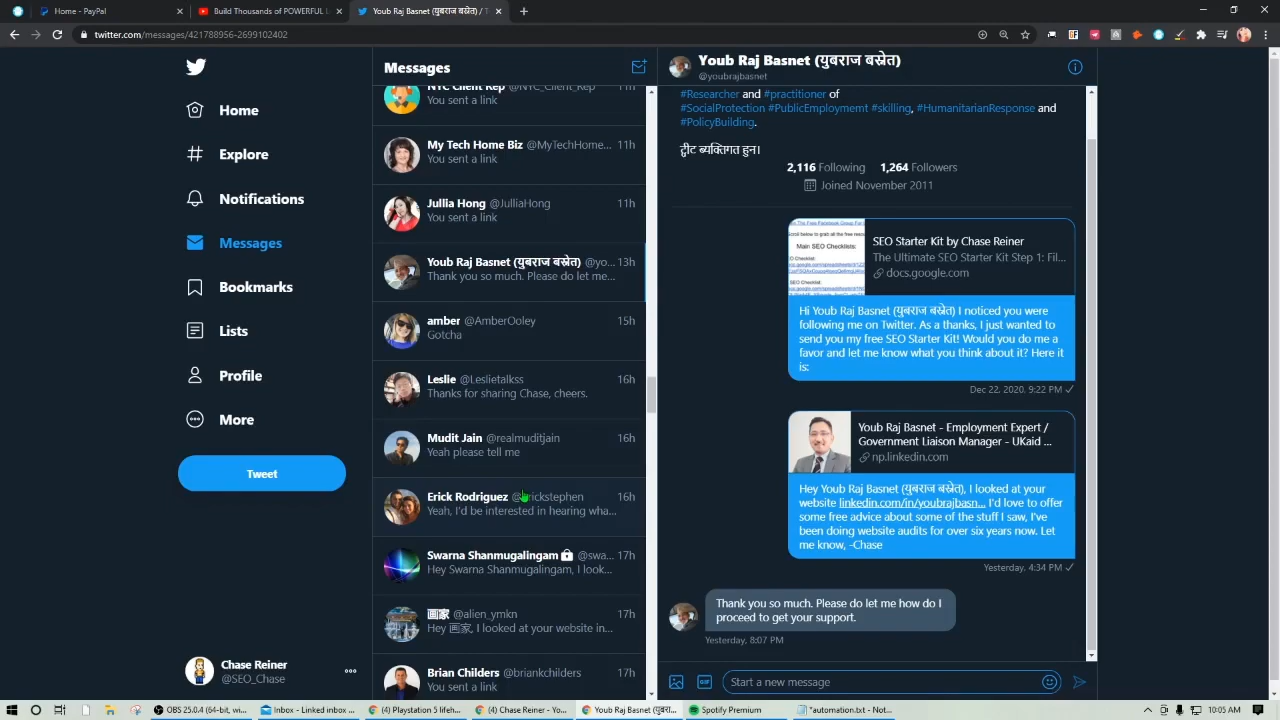 Home - PayPal
Build Thousands of POWERFUL
Youb Raj Basnet (युबराज बस्नेत) / T
twitter.com/messages/421788956-2699102402
Home
Explore
Notifications
Messages
Bookmarks
Lists
Profile
More
Tweet
Chase Reiner
@SEO_Chase
Messages
NYC Client Rep @NYC_Client_Rep 11h
You sent a link
My Tech Home Biz @MyTechHome... 11h
You sent a link
Jullia Hong @JulliaHong 11h
You sent a link
Youb Raj Basnet (युबराज बस्नेत) @yo... 13h
Thank you so much. Please do let me...
amber @AmberOoley 15h
Gotcha
Leslie @Leslietalkss 16h
Thanks for sharing Chase, cheers.
Mudit Jain @realmuditjain 16h
Yeah please tell me
Erick Rodriguez @erickstephen 16h
Yeah, I'd be interested in hearing wha...
Swarna Shanmugalingam @swa... 17h
Hey Swarna Shanmugalingam, I look...
画家 @alien_ymkn 17h
Hey 画家, I looked at your website in...
Brian Childers @briankchilders 17h
You sent a link
Youb Raj Basnet (युबराज बस्नेत)
@youbrajbasnet
#Researcher and #practitioner of
#SocialProtection #PublicEmploymemt #skilling, #HumanitarianResponse and
#PolicyBuilding.
ट्वीट ब्यक्तिगत हुन।
2,116 Following 1,264 Followers
Joined November 2011
Main SEO Checklists:
SEO Starter Kit by Chase Reiner
The Ultimate SEO Starter Kit Step 1: Fil...
docs.google.com
Hi Youb Raj Basnet (युबराज बस्नेत) I noticed you were
following me on Twitter. As a thanks, I just wanted to
send you my free SEO Starter Kit! Would you do me a
favor and let me know what you think about it? Here it
is:
Dec 22, 2020, 9:22 PM
Youb Raj Basnet - Employment Expert /
Government Liaison Manager - UKaid ...
np.linkedin.com
Hey Youb Raj Basnet (युबराज बस्नेत), I looked at your
website linkedin.com/in/youbrajbasn... I'd love to offer
some free advice about some of the stuff I saw, I've
been doing website audits for over six years now. Let
me know, -Chase
Yesterday, 4:34 PM
Thank you so much. Please do let me how do I
proceed to get your support.
Yesterday, 8:07 PM
GIF
Start a new message
OBS 25.0.4 (64-bit, wi...
Inbox - Linked inbox ...
(4) Playstation 5 life...
(4) Chase Reiner - Yo...
Youb Raj Basnet (युबरा...
Spotify Premium
*automation.txt - Not...
10:05 AM